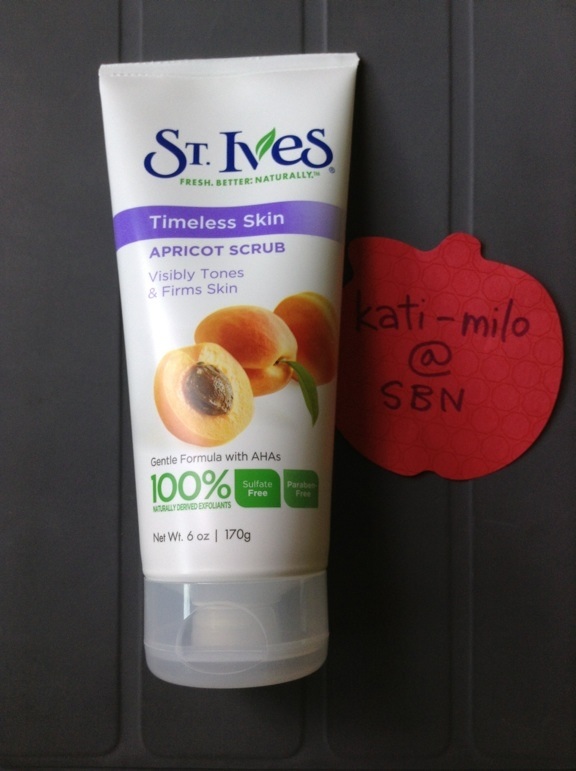 St. Ives®
FRESH. BETTER: NATURALLY.™
Timeless Skin
APRICOT SCRUB
Visibly Tones
& Firms Skin
Gentle Formula with AHAs
100%
NATURALLY DERIVED EXFOLIANTS
Sulfate
Free
Paraben
Free
Net Wt. 6 oz | 170g
kati-milo
@
SBN